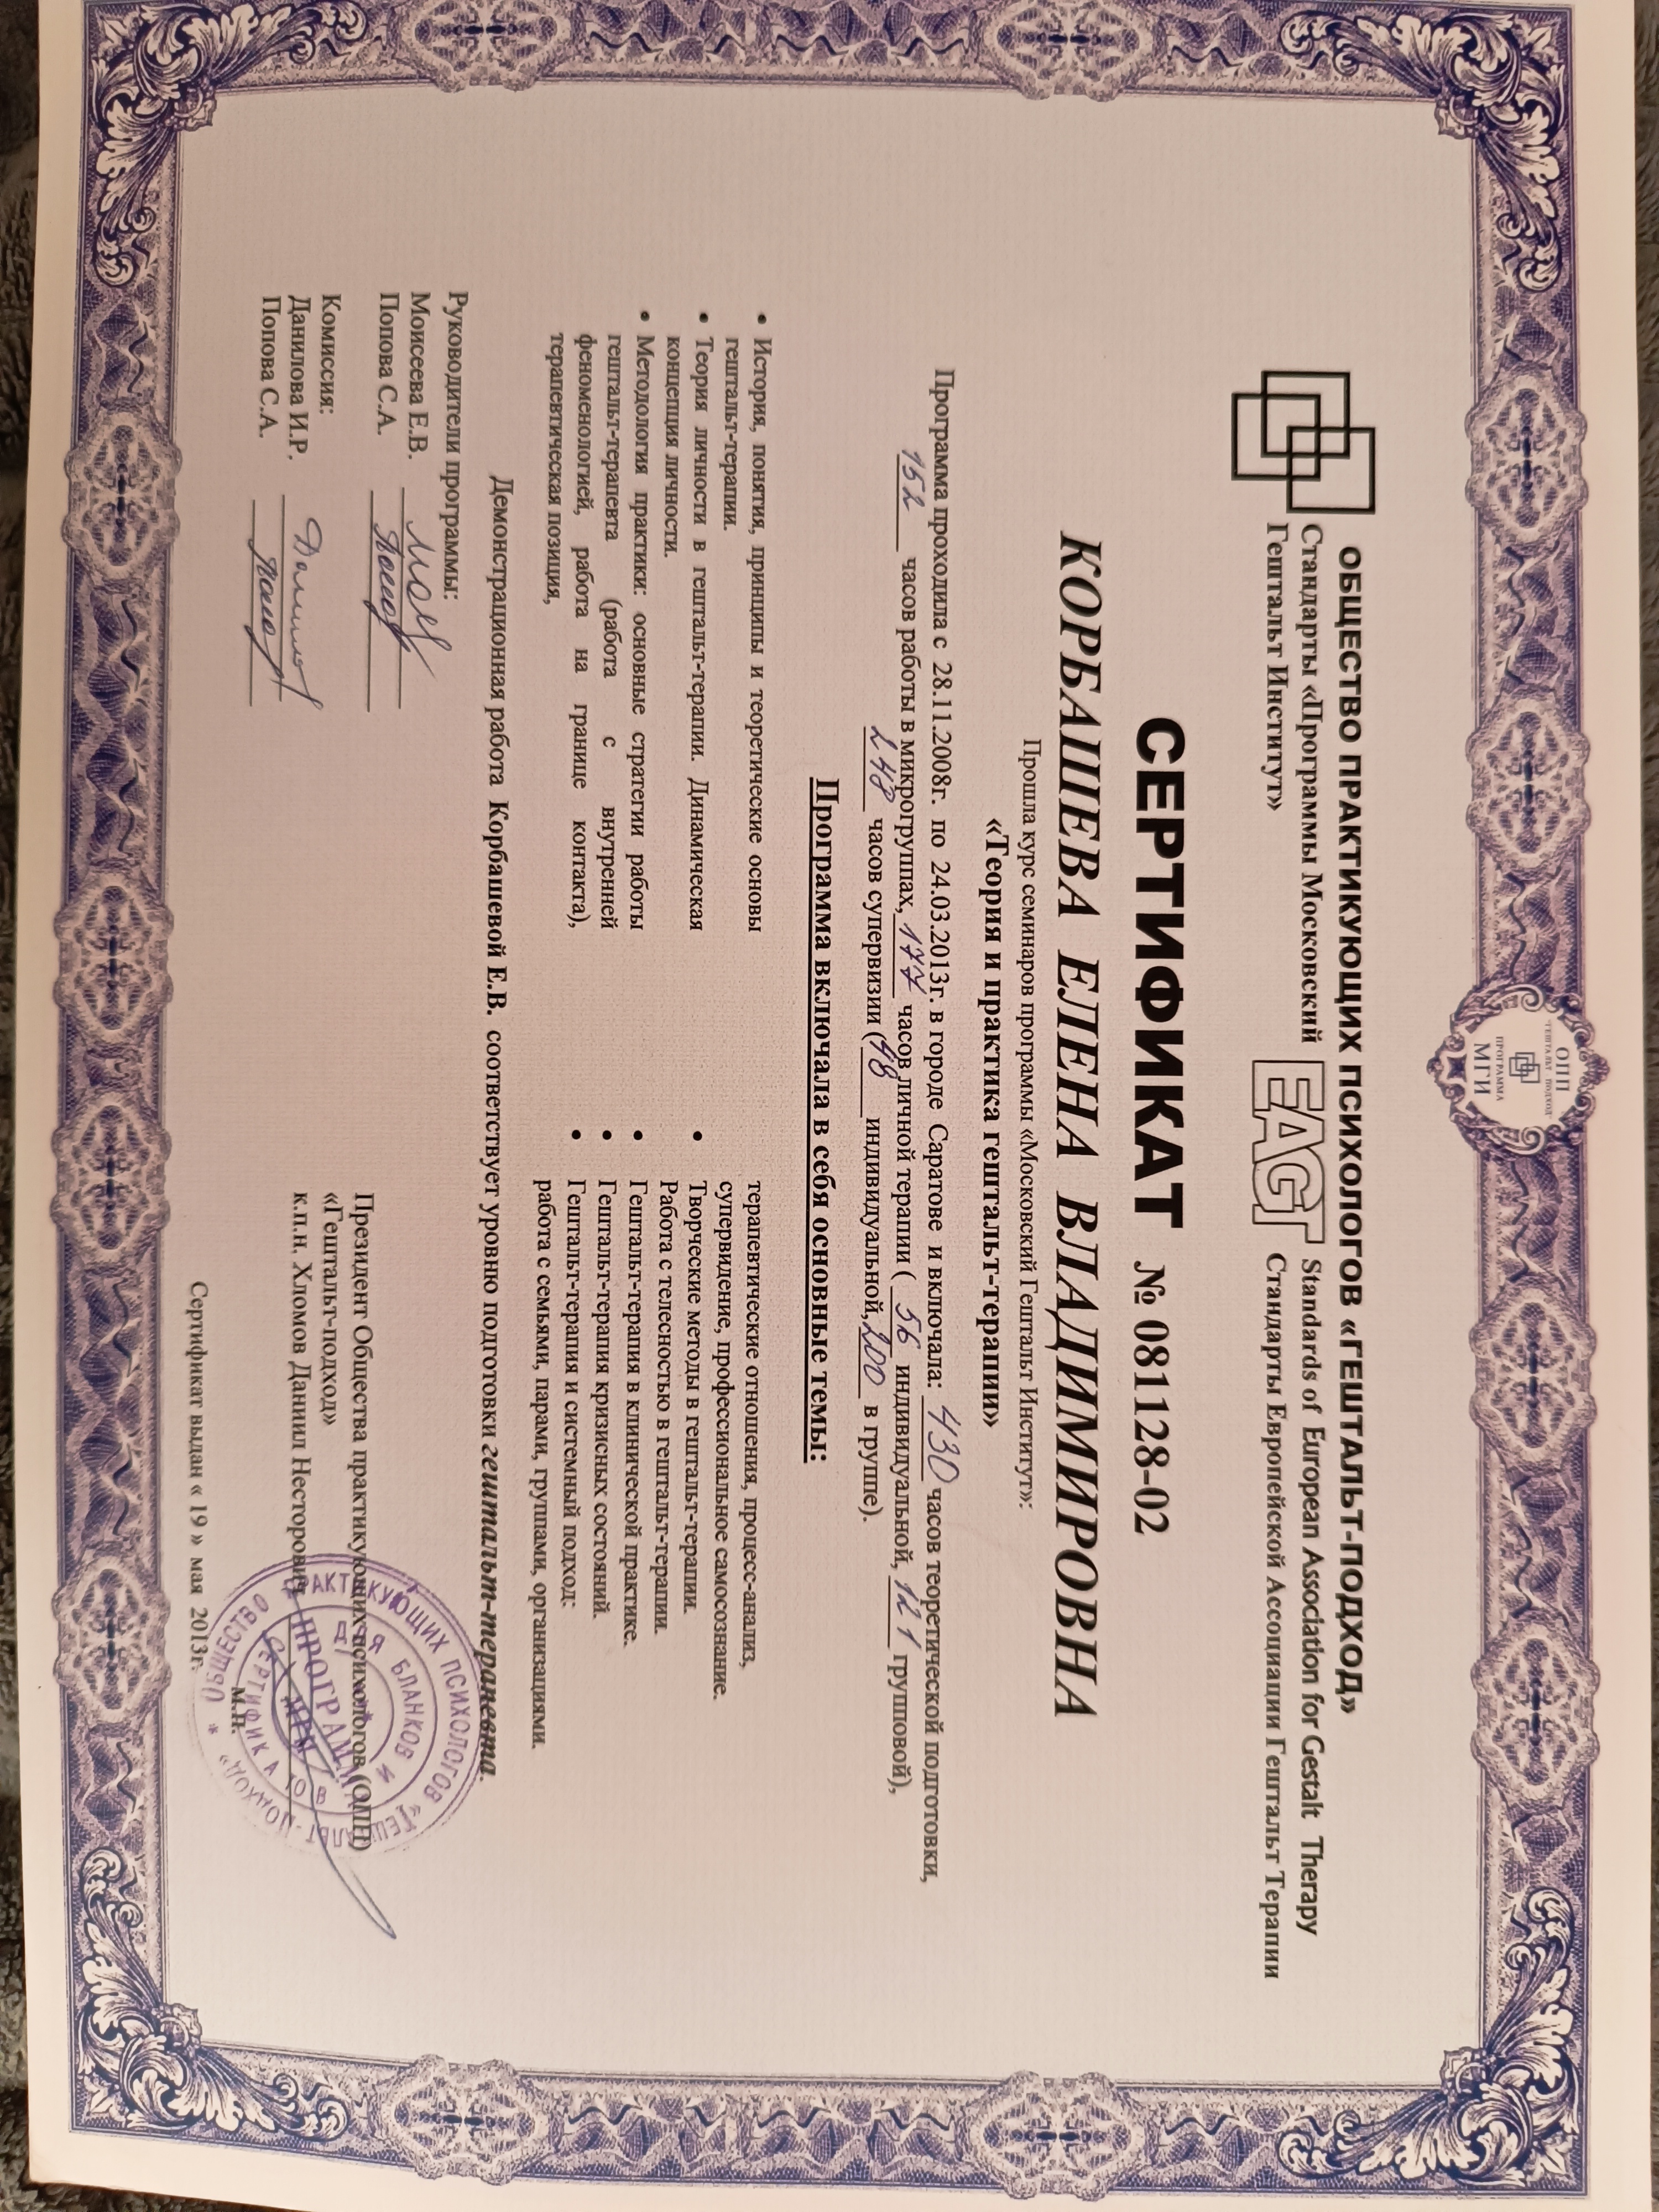 ОПП
"ГЕШТАЛЬТ ПОДХОД"
ПРОГРАММА
МГИ
ОБЩЕСТВО ПРАКТИКУЮЩИХ ПСИХОЛОГОВ «ГЕШТАЛЬТ-ПОДХОД»
Стандарты «Программы Московский
Гештальт Институт»
EAGT
Standards of European Association for Gestalt Therapy
Стандарты Европейской Ассоциации Гештальт Терапии
СЕРТИФИКАТ № 081128-02
КОРБАШЕВА ЕЛЕНА ВЛАДИМИРОВНА
Прошла курс семинаров программы «Московский Гештальт Институт»:
«Теория и практика гештальт-терапии»
Программа проходила с 28.11.2008г. по 24.03.2013г. в городе Саратове и включала: 430 часов теоретической подготовки,
152 часов работы в микрогруппах, 177 часов личной терапии ( 56 индивидуальной, 121 групповой),
248 часов супервизии (48 индивидуальной, 200 в группе).
Программа включала в себя основные темы:
• История, понятия, принципы и теоретические основы
гештальт-терапии.
• Теория личности в гештальт-терапии. Динамическая
концепция личности.
• Методология практики: основные стратегии работы
гештальт-терапевта (работа с внутренней
феноменологией, работа на границе контакта),
терапевтическая позиция,
терапевтические отношения, процесс-анализ,
супервидение, профессиональное самосознание.
• Творческие методы в гештальт-терапии.
Работа с телесностью в гештальт-терапии.
• Гештальт-терапия в клинической практике.
• Гештальт-терапия кризисных состояний.
• Гештальт-терапия и системный подход:
работа с семьями, парами, группами, организациями.
Демонстрационная работа Корбашевой Е.В. соответствует уровню подготовки гештальт-терапевта.
Руководители программы:
Моисеева Е.В.
Попова С.А.
Комиссия:
Данилова И.Р.
Попова С.А.
Президент Общества практикующих психологов (ОПП)
«Гештальт-подход»
к.п.н. Хломов Даниил Несторович
М.П.
Сертификат выдан « 19 » мая 2013г.
ОБЩЕСТВО ПРАКТИКУЮЩИХ ПСИХОЛОГОВ «ГЕШТАЛЬТ-ПОДХОД» *
ДЛЯ БЛАНКОВ И СЕРТИФИКАТОВ
ПРОГРАММА